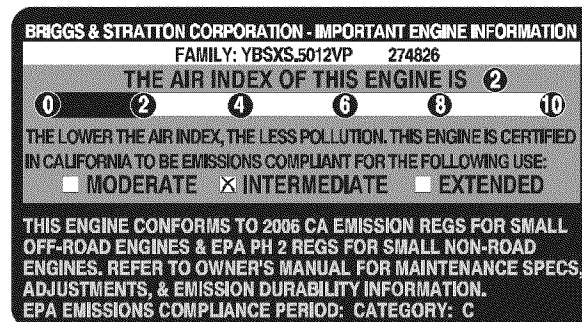 BRIGGS & STRATTON CORPORATION - IMPORTANT ENGINE INFORMATION
FAMILY: YBSXS.5012VP 274826
THE AIR INDEX OF THIS ENGINE IS 2
0 2 4 6 8 10
THE LOWER THE AIR INDEX, THE LESS POLLUTION. THIS ENGINE IS CERTIFIED
IN CALIFORNIA TO BE EMISSIONS COMPLIANT FOR THE FOLLOWING USE:
MODERATE INTERMEDIATE EXTENDED
THIS ENGINE CONFORMS TO 2006 CA EMISSION REGS FOR SMALL
OFF-ROAD ENGINES & EPA PH 2 REGS FOR SMALL NON-ROAD
ENGINES. REFER TO OWNER'S MANUAL FOR MAINTENANCE SPECS,
ADJUSTMENTS, & EMISSION DURABILITY INFORMATION.
EPA EMISSIONS COMPLIANCE PERIOD: CATEGORY: C